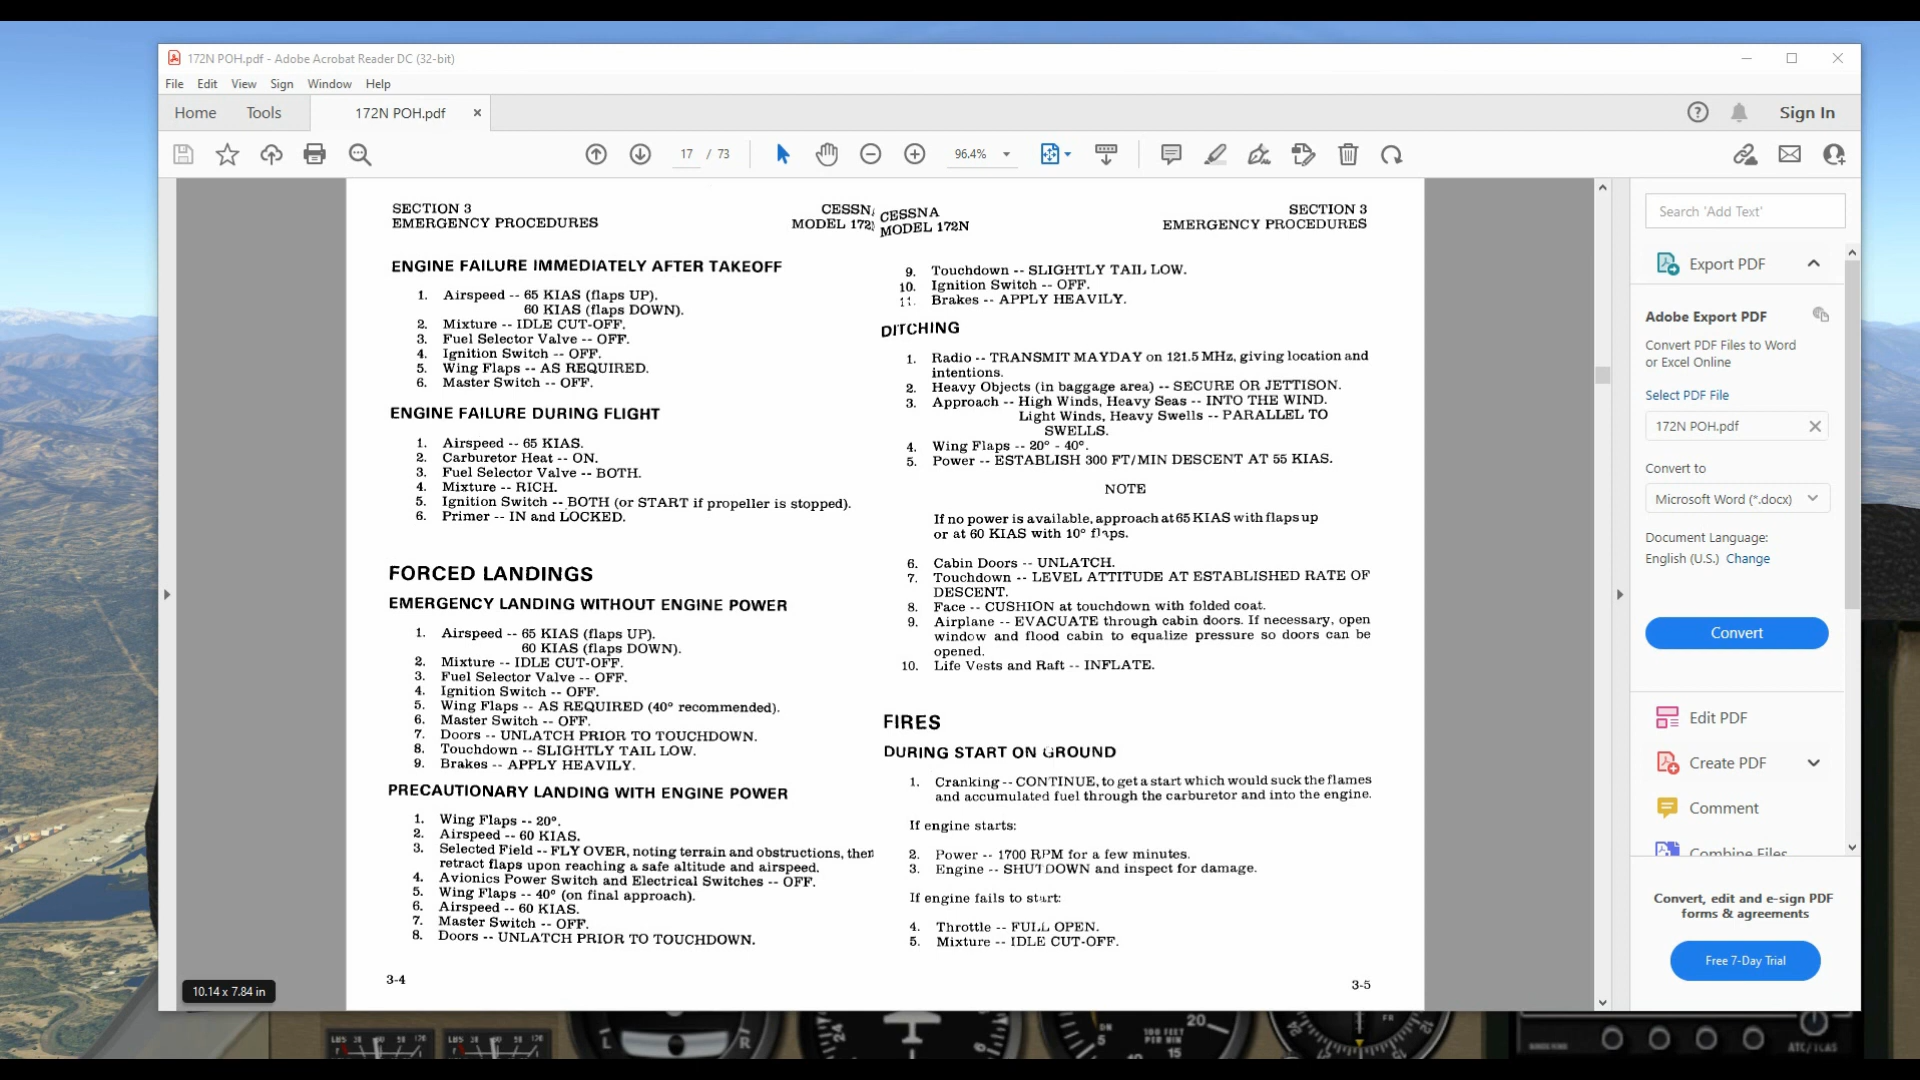 172N POH.pdf - Adobe Acrobat Reader DC (32-bit)
File Edit View Sign Window Help
Home Tools 172N POH.pdf × Sign In
17 / 73 96.4%
SECTION 3
EMERGENCY PROCEDURES
CESSN
MODEL 172
ENGINE FAILURE IMMEDIATELY AFTER TAKEOFF
1. Airspeed -- 65 KIAS (flaps UP).
60 KIAS (flaps DOWN).
2. Mixture -- IDLE CUT-OFF.
3. Fuel Selector Valve -- OFF.
4. Ignition Switch -- OFF.
5. Wing Flaps -- AS REQUIRED.
6. Master Switch -- OFF.
ENGINE FAILURE DURING FLIGHT
1. Airspeed -- 65 KIAS.
2. Carburetor Heat -- ON.
3. Fuel Selector Valve -- BOTH.
4. Mixture -- RICH.
5. Ignition Switch -- BOTH (or START if propeller is stopped).
6. Primer -- IN and LOCKED.
FORCED LANDINGS
EMERGENCY LANDING WITHOUT ENGINE POWER
1. Airspeed -- 65 KIAS (flaps UP).
60 KIAS (flaps DOWN).
2. Mixture -- IDLE CUT-OFF.
3. Fuel Selector Valve -- OFF.
4. Ignition Switch -- OFF.
5. Wing Flaps -- AS REQUIRED (40° recommended).
6. Master Switch -- OFF.
7. Doors -- UNLATCH PRIOR TO TOUCHDOWN.
8. Touchdown -- SLIGHTLY TAIL LOW.
9. Brakes -- APPLY HEAVILY.
PRECAUTIONARY LANDING WITH ENGINE POWER
1. Wing Flaps -- 20°.
2. Airspeed -- 60 KIAS.
3. Selected Field -- FLY OVER, noting terrain and obstructions, then
retract flaps upon reaching a safe altitude and airspeed.
4. Avionics Power Switch and Electrical Switches -- OFF.
5. Wing Flaps -- 40° (on final approach).
6. Airspeed -- 60 KIAS.
7. Master Switch -- OFF.
8. Doors -- UNLATCH PRIOR TO TOUCHDOWN.
3-4
CESSNA
MODEL 172N
SECTION 3
EMERGENCY PROCEDURES
9. Touchdown -- SLIGHTLY TAIL LOW.
10. Ignition Switch -- OFF.
11. Brakes -- APPLY HEAVILY.
DITCHING
1. Radio -- TRANSMIT MAYDAY on 121.5 MHz, giving location and
intentions.
2. Heavy Objects (in baggage area) -- SECURE OR JETTISON.
3. Approach -- High Winds, Heavy Seas -- INTO THE WIND.
Light Winds, Heavy Swells -- PARALLEL TO
SWELLS.
4. Wing Flaps -- 20° - 40°.
5. Power -- ESTABLISH 300 FT/MIN DESCENT AT 55 KIAS.
NOTE
If no power is available, approach at 65 KIAS with flaps up
or at 60 KIAS with 10° flaps.
6. Cabin Doors -- UNLATCH.
7. Touchdown -- LEVEL ATTITUDE AT ESTABLISHED RATE OF
DESCENT.
8. Face -- CUSHION at touchdown with folded coat.
9. Airplane -- EVACUATE through cabin doors. If necessary, open
window and flood cabin to equalize pressure so doors can be
opened.
10. Life Vests and Raft -- INFLATE.
FIRES
DURING START ON GROUND
1. Cranking -- CONTINUE, to get a start which would suck the flames
and accumulated fuel through the carburetor and into the engine.
If engine starts:
2. Power -- 1700 RPM for a few minutes.
3. Engine -- SHUTDOWN and inspect for damage.
If engine fails to start:
4. Throttle -- FULL OPEN.
5. Mixture -- IDLE CUT-OFF.
3-5
10.14 x 7.84 in
Search 'Add Text'
Export PDF
Adobe Export PDF
Convert PDF Files to Word
or Excel Online
Select PDF File
172N POH.pdf
Convert to
Microsoft Word (*.docx)
Document Language:
English (U.S.) Change
Convert
Edit PDF
Create PDF
Comment
Combine Files
Convert, edit and e-sign PDF
forms & agreements
Free 7-Day Trial
L R
20
100 FEET
PER MIN
15
5
DN
ATC/TCAS